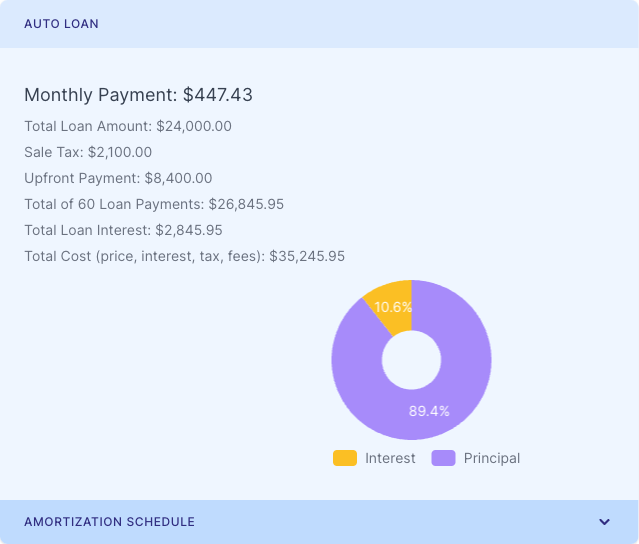 AUTO LOAN
Monthly Payment: $447.43
Total Loan Amount: $24,000.00
Sale Tax: $2,100.00
Upfront Payment: $8,400.00
Total of 60 Loan Payments: $26,845.95
Total Loan Interest: $2,845.95
Total Cost (price, interest, tax, fees): $35,245.95
10.6%
89.4%
Interest Principal
AMORTIZATION SCHEDULE